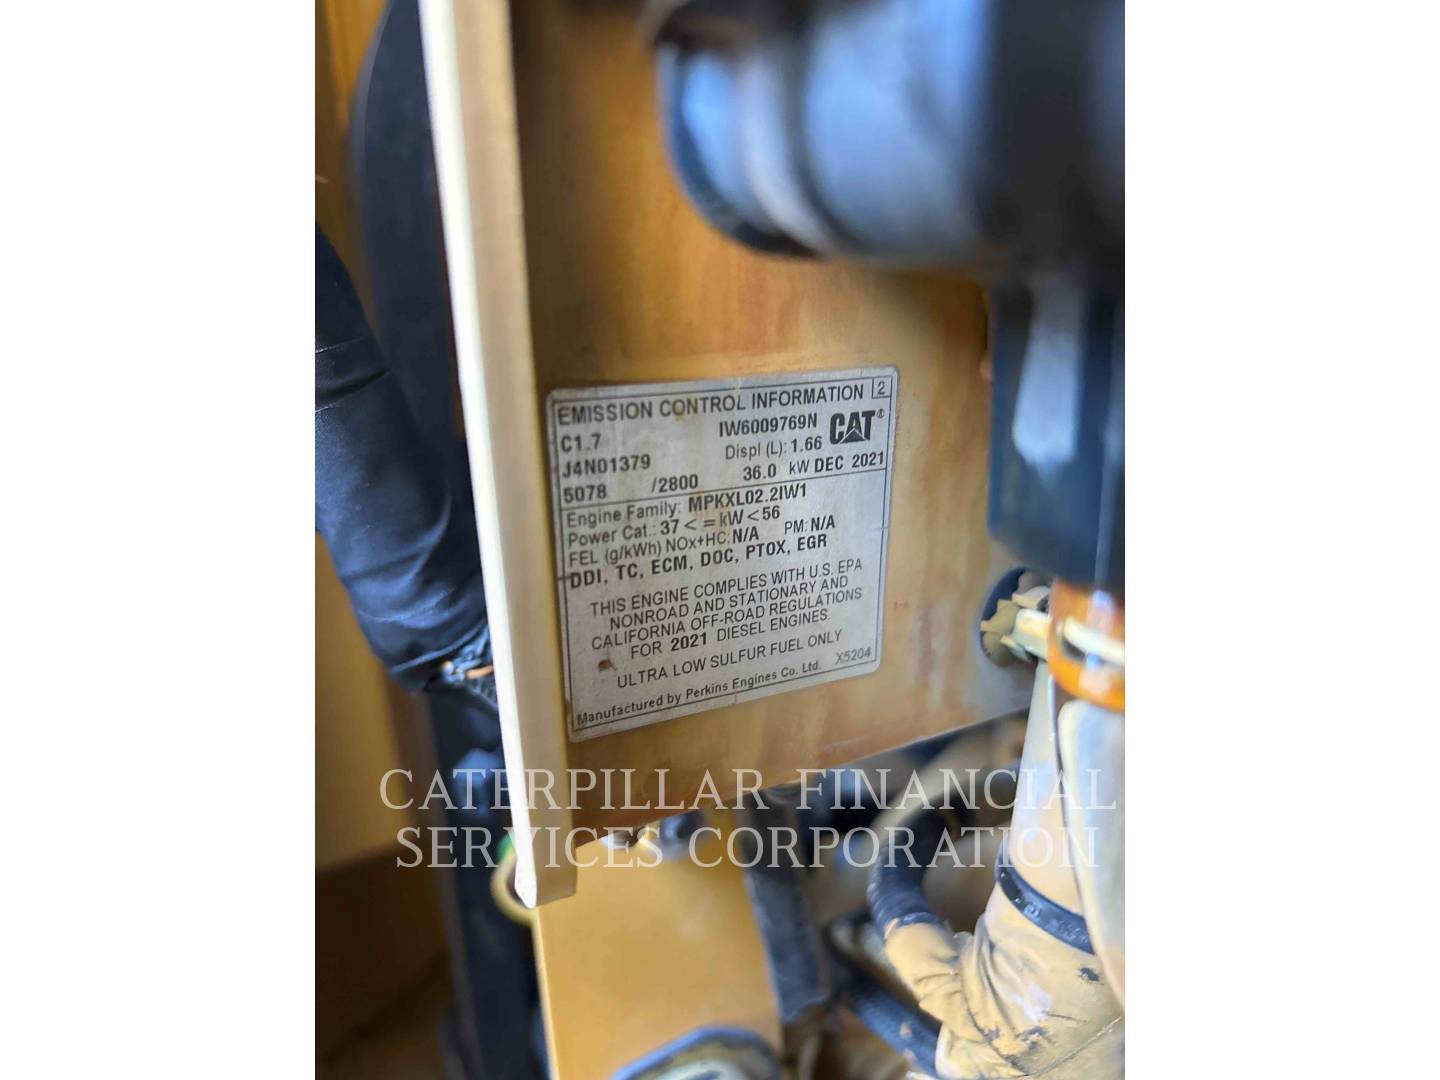 EMISSION CONTROL INFORMATION 2
C1.7 IW6009769N CAT®
J4N01379 Displ (L): 1.66
5078 /2800 36.0 kW DEC 2021
Engine Family: MPKXL02.2IW1
Power Cat.: 37 < = kW < 56
FEL (g/kWh) NOx+HC: N/A PM: N/A
DDI, TC, ECM, DOC, PTOX, EGR
THIS ENGINE COMPLIES WITH U.S. EPA
NONROAD AND STATIONARY AND
CALIFORNIA OFF-ROAD REGULATIONS
FOR 2021 DIESEL ENGINES.
ULTRA LOW SULFUR FUEL ONLY
Manufactured by Perkins Engines Co. Ltd. X5204
CATERPILLAR FINANCIAL
SERVICES CORPORATION